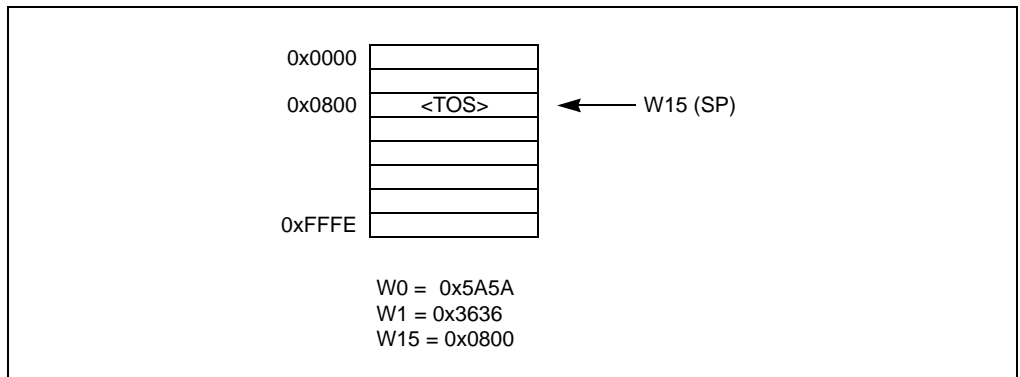 0x0000
0x0800 <TOS> W15 (SP)
0xFFFE
W0 = 0x5A5A
W1 = 0x3636
W15 = 0x0800